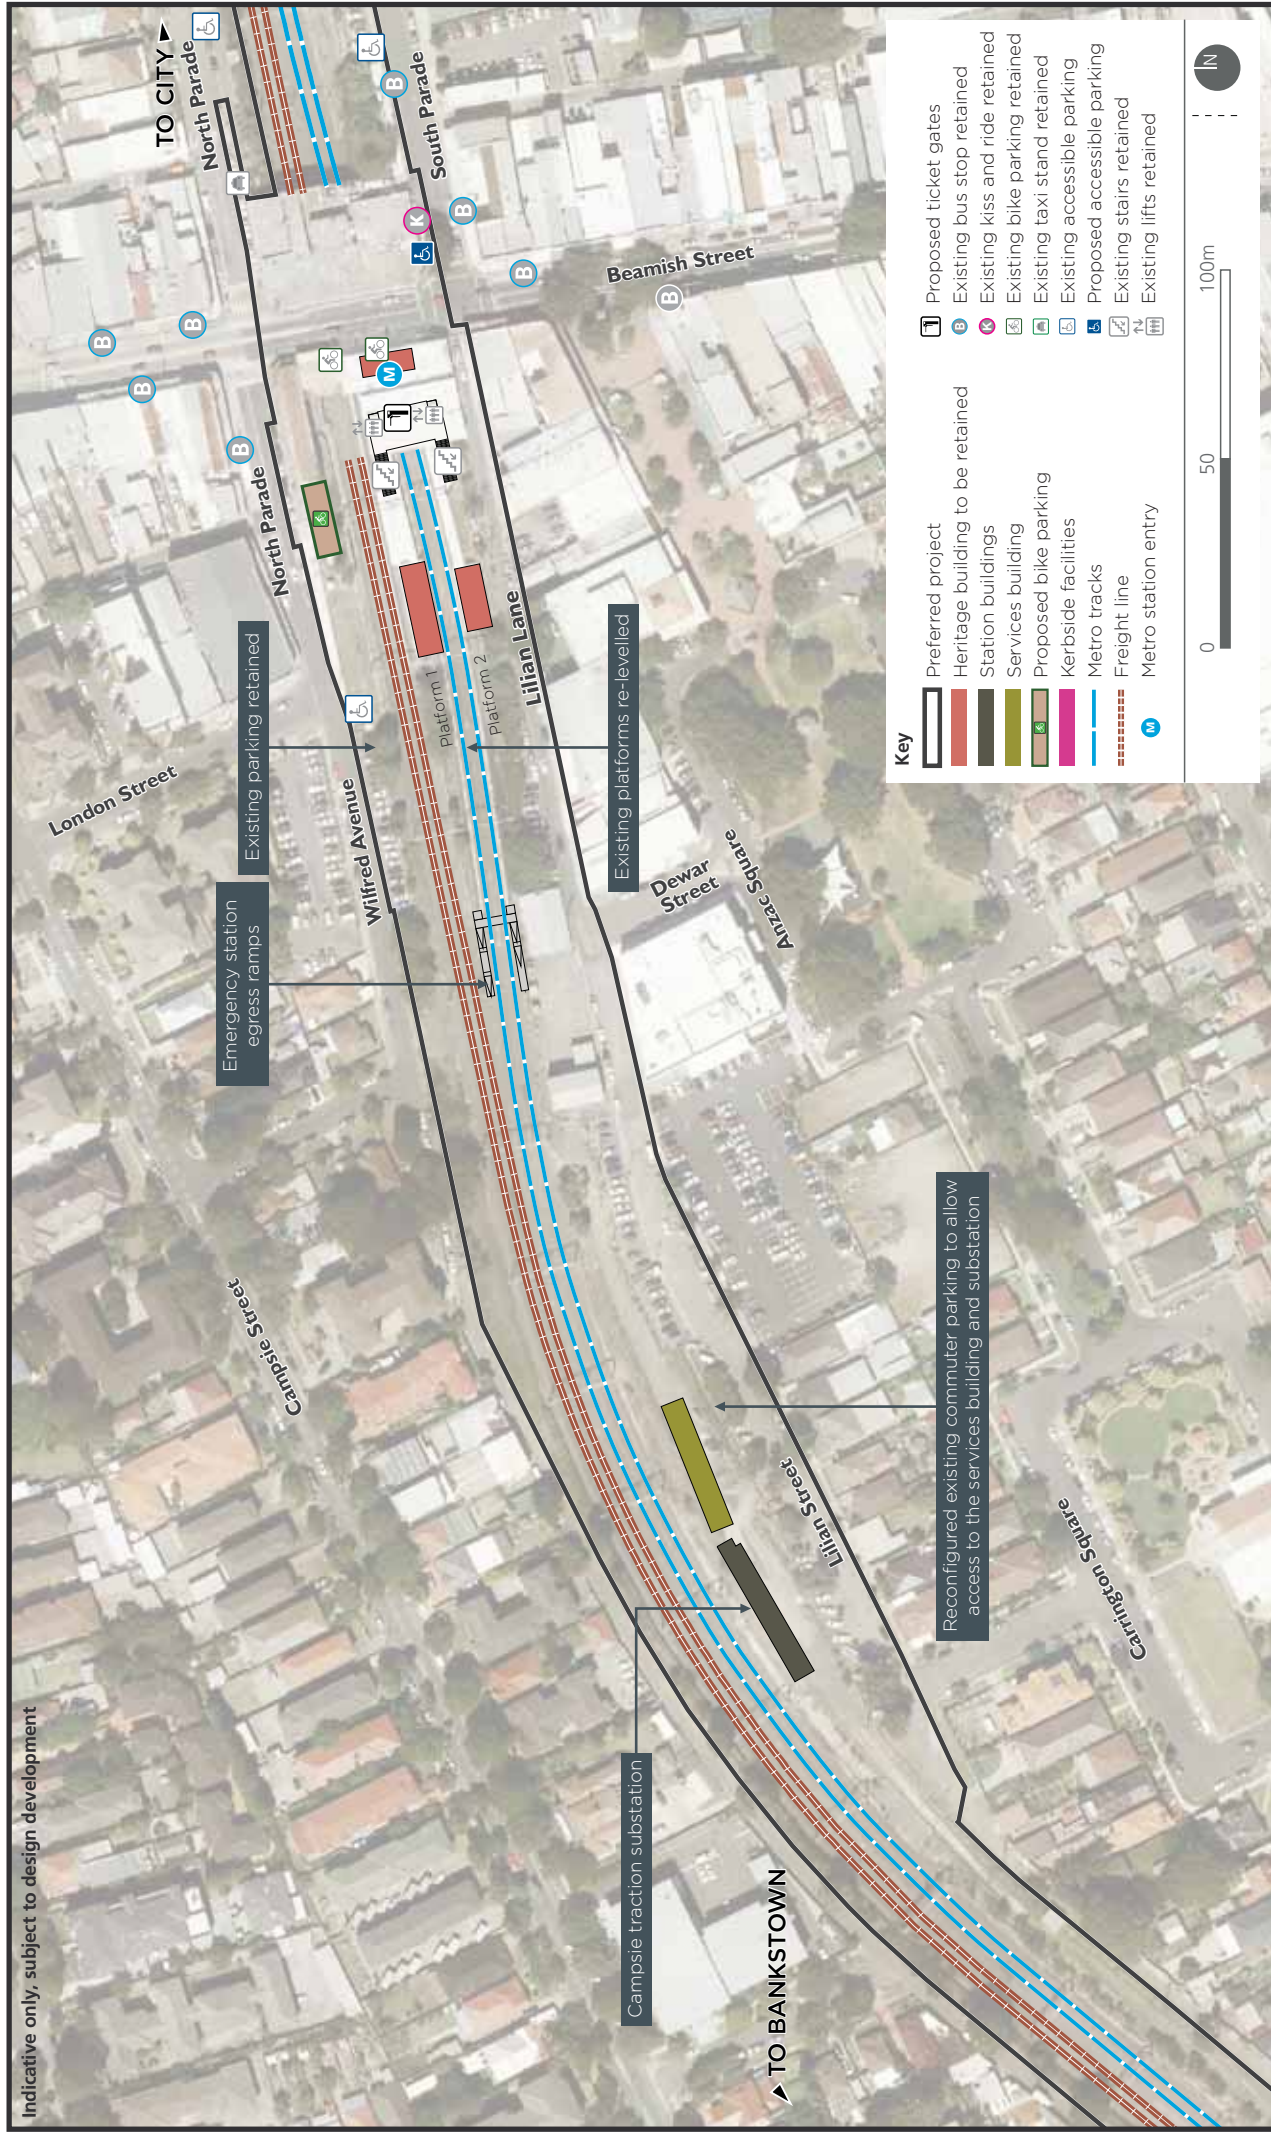 Indicative only, subject to design development
TO CITY
North Parade
South Parade
Beamish Street
London Street
North Parade
Existing parking retained
Wilfred Avenue
Emergency station
egress ramps
Platform 1
Platform 2
Lilian Lane
Existing platforms re-levelled
Dewar
Street
Anzac Square
Campsie Street
Lilian Street
Reconfigured existing commuter parking to allow
access to the services building and substation
Carrington Square
Campsie traction substation
TO BANKSTOWN
B
B
B
B
B
B
B
B
K
M
Key
Preferred project
Heritage building to be retained
Station buildings
Services building
Proposed bike parking
Kerbside facilities
Metro tracks
Freight line
M Metro station entry
Proposed ticket gates
B Existing bus stop retained
K Existing kiss and ride retained
Existing bike parking retained
Existing taxi stand retained
Existing accessible parking
Proposed accessible parking
Existing stairs retained
Existing lifts retained
0 50 100m
N